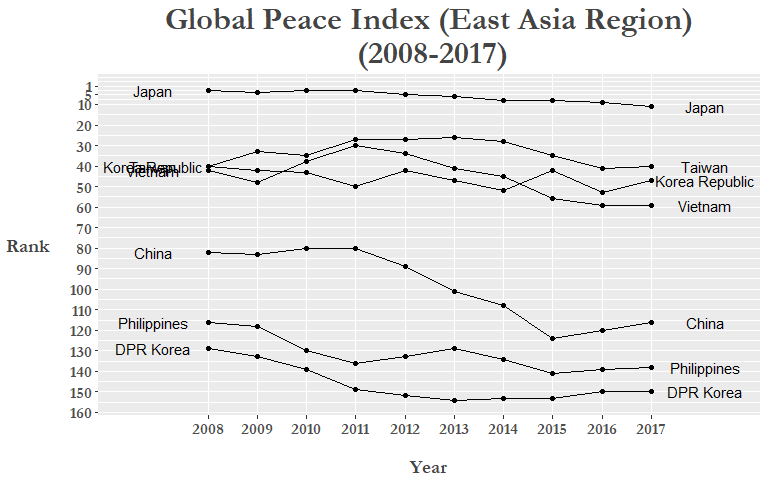 Global Peace Index (East Asia Region)
(2008-2017)
1
5
10
20
30
40
50
60
70
80
90
100
110
120
130
140
150
160
Rank
Japan
Korea Republic
Taiwan
Vietnam
China
Philippines
DPR Korea
Japan
Taiwan
Korea Republic
Vietnam
China
Philippines
DPR Korea
2008 2009 2010 2011 2012 2013 2014 2015 2016 2017
Year